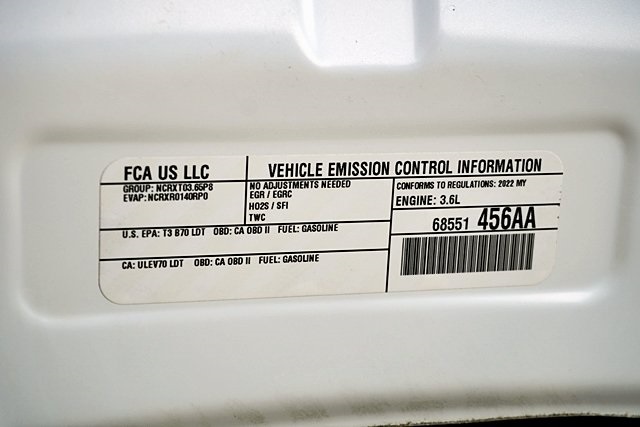 FCA US LLC
VEHICLE EMISSION CONTROL INFORMATION
GROUP: NCRXT03.65P8
EVAP: NCRXR0140RP0
NO ADJUSTMENTS NEEDED
EGR / EGRC
HO2S / SFI
TWC
CONFORMS TO REGULATIONS: 2022 MY
ENGINE: 3.6L
68551 456AA
U.S. EPA: T3 B70 LDT OBD: CA OBD II FUEL: GASOLINE
CA: ULEV70 LDT OBD: CA OBD II FUEL: GASOLINE